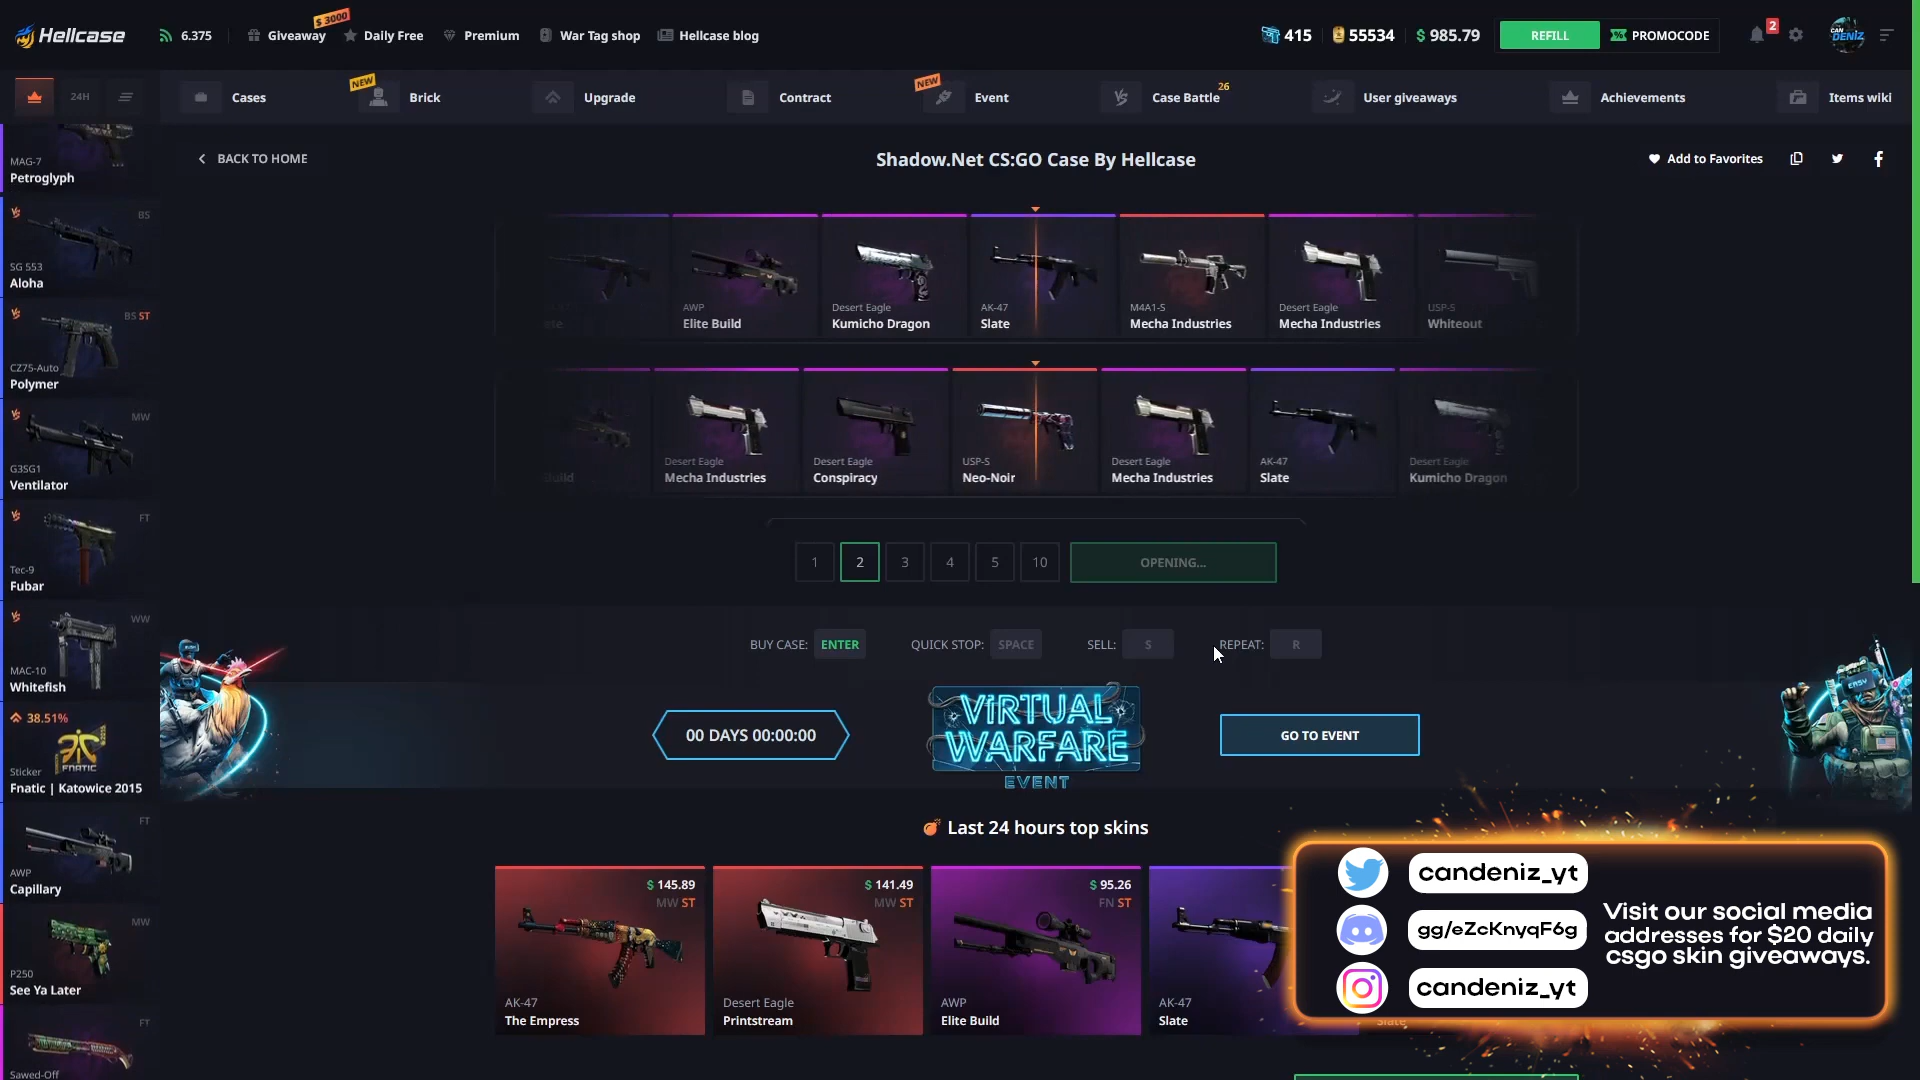 Hellcase
6.375
$ 3000
Giveaway
Daily Free
Premium
War Tag shop
Hellcase blog
415
55534
$ 985.79
REFILL
PROMOCODE
2
CAN DENIZ
24H
Cases
NEW
Brick
Upgrade
Contract
NEW
Event
Case Battle
26
User giveaways
Achievements
Items wiki
BACK TO HOME
Shadow.Net CS:GO Case By Hellcase
Add to Favorites
MAG-7
Petroglyph
BS
SG 553
Aloha
BS ST
CZ75-Auto
Polymer
MW
G3SG1
Ventilator
FT
Tec-9
Fubar
WW
MAC-10
Whitefish
38.51%
Sticker
Fnatic | Katowice 2015
FT
AWP
Capillary
MW
P250
See Ya Later
FT
Sawed-Off
AWP
Elite Build
Desert Eagle
Kumicho Dragon
AK-47
Slate
M4A1-S
Mecha Industries
Desert Eagle
Mecha Industries
USP-S
Whiteout
Desert Eagle
Mecha Industries
Desert Eagle
Conspiracy
USP-S
Neo-Noir
Desert Eagle
Mecha Industries
AK-47
Slate
Desert Eagle
Kumicho Dragon
1
2
3
4
5
10
OPENING...
BUY CASE: ENTER
QUICK STOP: SPACE
SELL: S
REPEAT: R
00 DAYS 00:00:00
VIRTUAL
WARFARE
EVENT
GO TO EVENT
EASY
Last 24 hours top skins
$ 145.89
MW ST
AK-47
The Empress
$ 141.49
MW ST
Desert Eagle
Printstream
$ 95.26
FN ST
AWP
Elite Build
AK-47
Slate
candeniz_yt
gg/eZcKnyqF6g
candeniz_yt
Visit our social media
addresses for $20 daily
csgo skin giveaways.